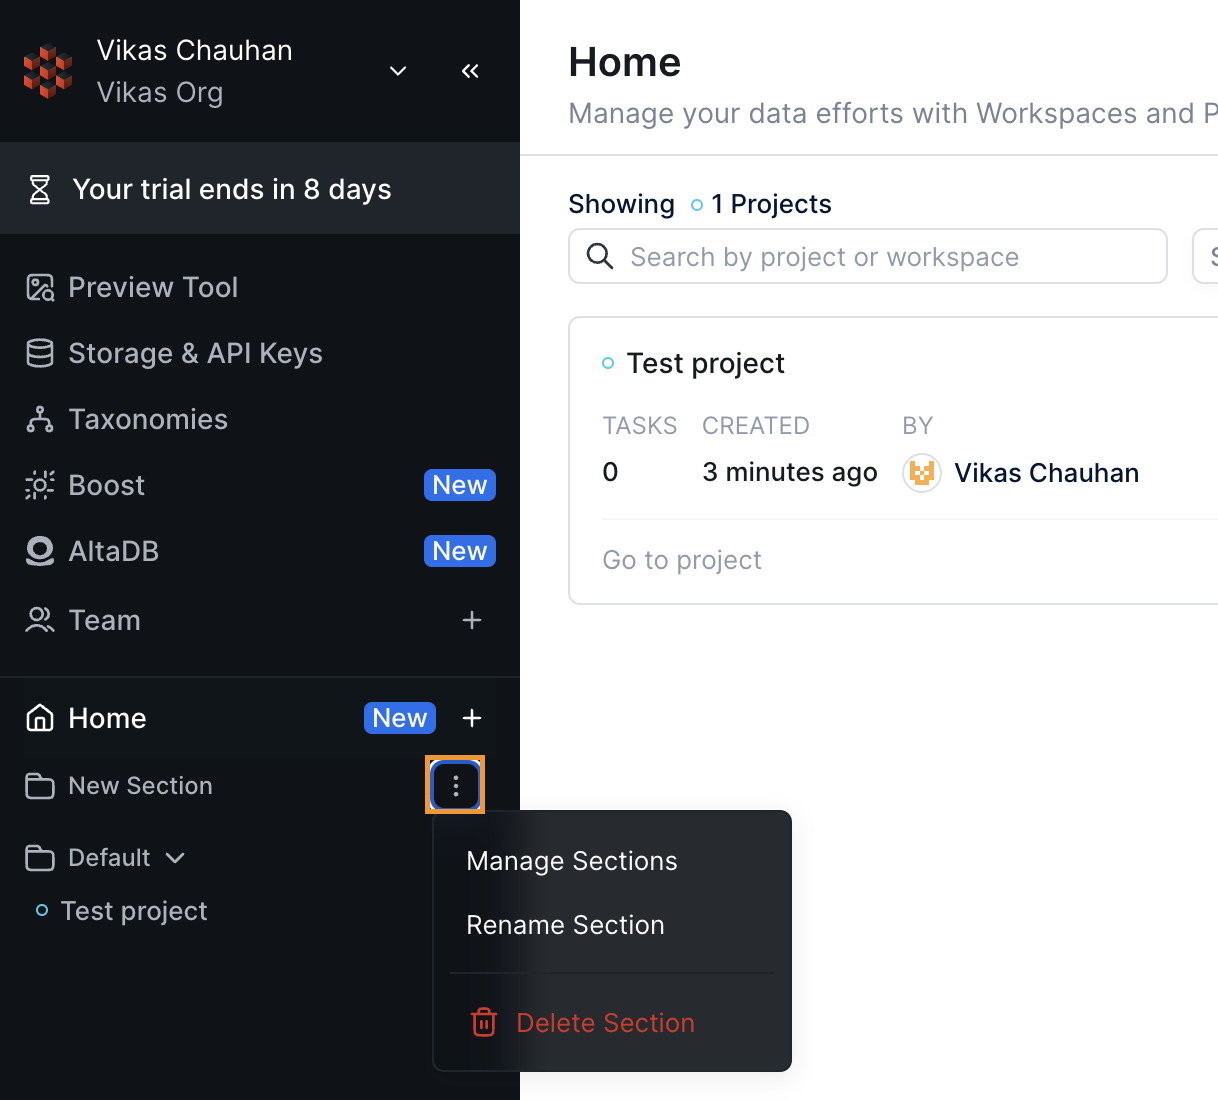 Vikas Chauhan
Vikas Org
Your trial ends in 8 days
Preview Tool
Storage & API Keys
Taxonomies
Boost New
AltaDB New
Team
Home New
New Section
Default
Test project
Manage Sections
Rename Section
Delete Section
Home
Manage your data efforts with Workspaces and P
Showing 1 Projects
Search by project or workspace
S
Test project
TASKS CREATED BY
0 3 minutes ago Vikas Chauhan
Go to project